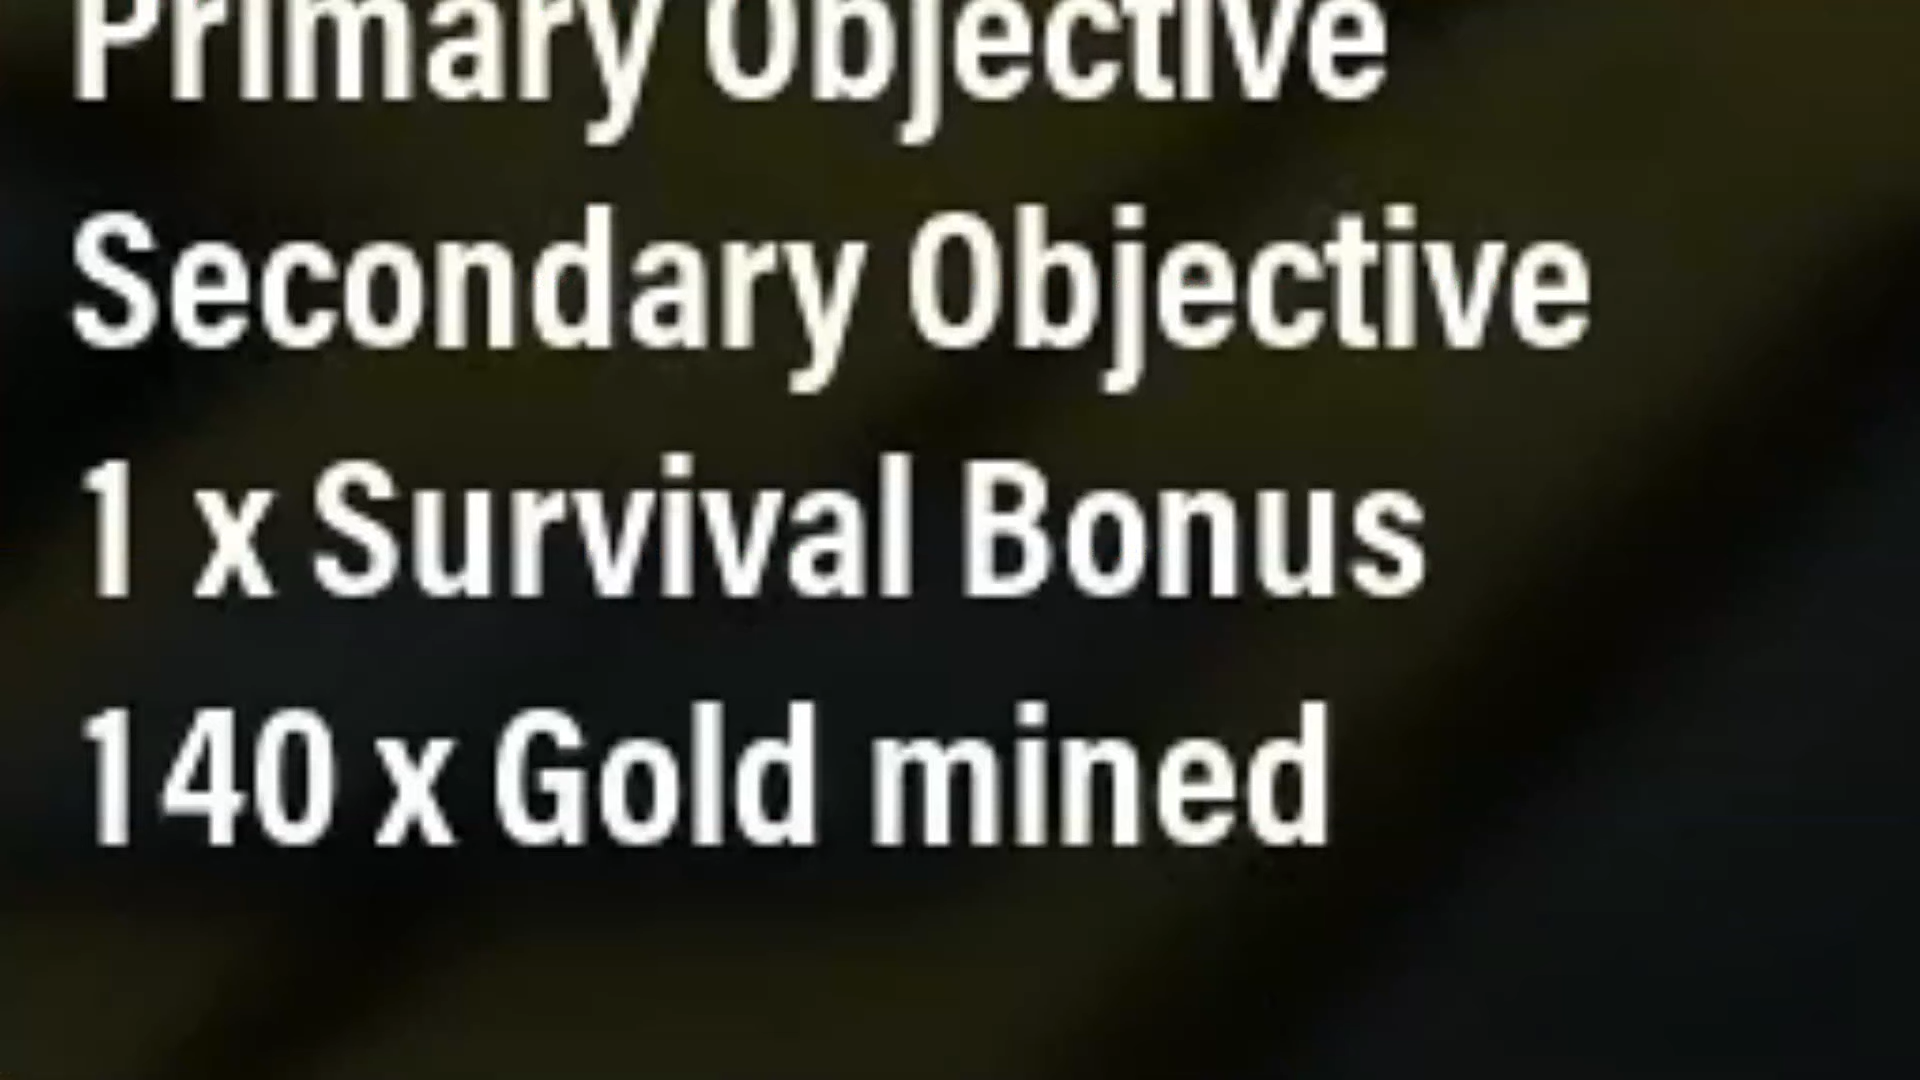 Primary Objective
Secondary Objective
1 x Survival Bonus
140 x Gold mined